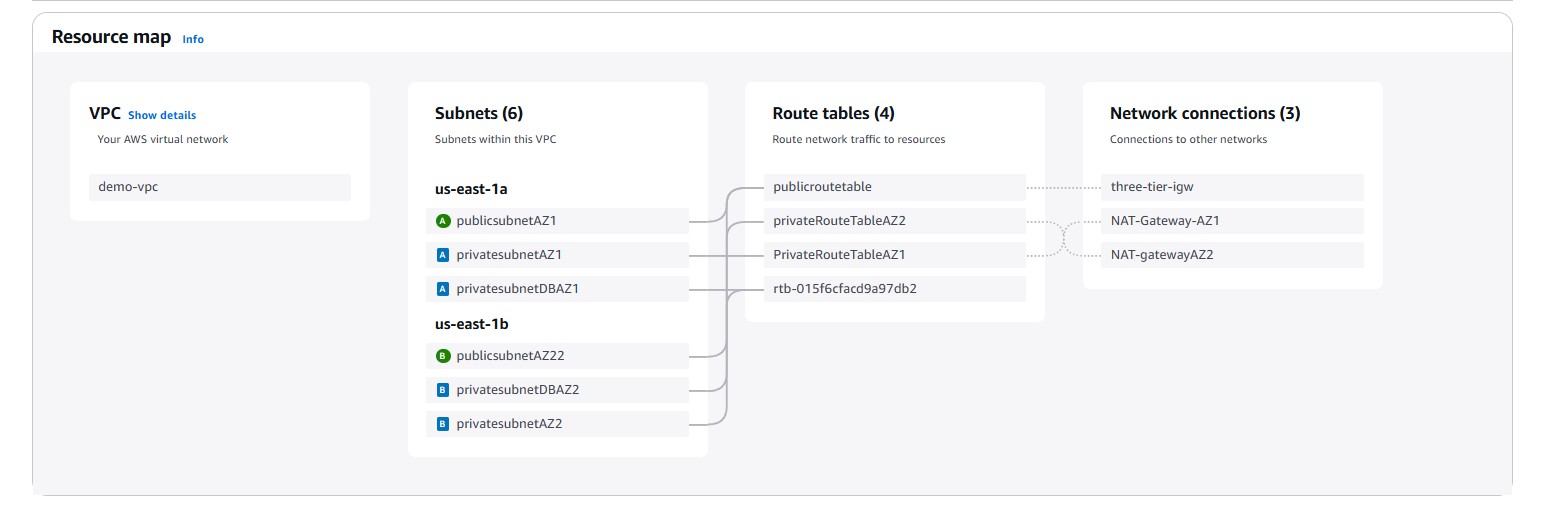 Resource map Info
VPC Show details
Your AWS virtual network
demo-vpc
Subnets (6)
Subnets within this VPC
us-east-1a
A publicsubnetAZ1
A privatesubnetAZ1
A privatesubnetDBAZ1
us-east-1b
B publicsubnetAZ22
B privatesubnetDBAZ2
B privatesubnetAZ2
Route tables (4)
Route network traffic to resources
publicroutetable
privateRouteTableAZ2
PrivateRouteTableAZ1
rtb-015f6cfacd9a97db2
Network connections (3)
Connections to other networks
three-tier-igw
NAT-Gateway-AZ1
NAT-gatewayAZ2